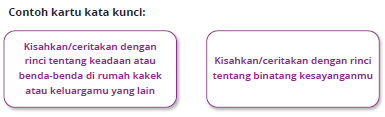 Contoh kartu kata kunci:
Kisahkan/ceritakan dengan
rinci tentang keadaan atau
benda-benda di rumah kakek
atau keluargamu yang lain
Kisahkan/ceritakan dengan rinci
tentang binatang kesayanganmu